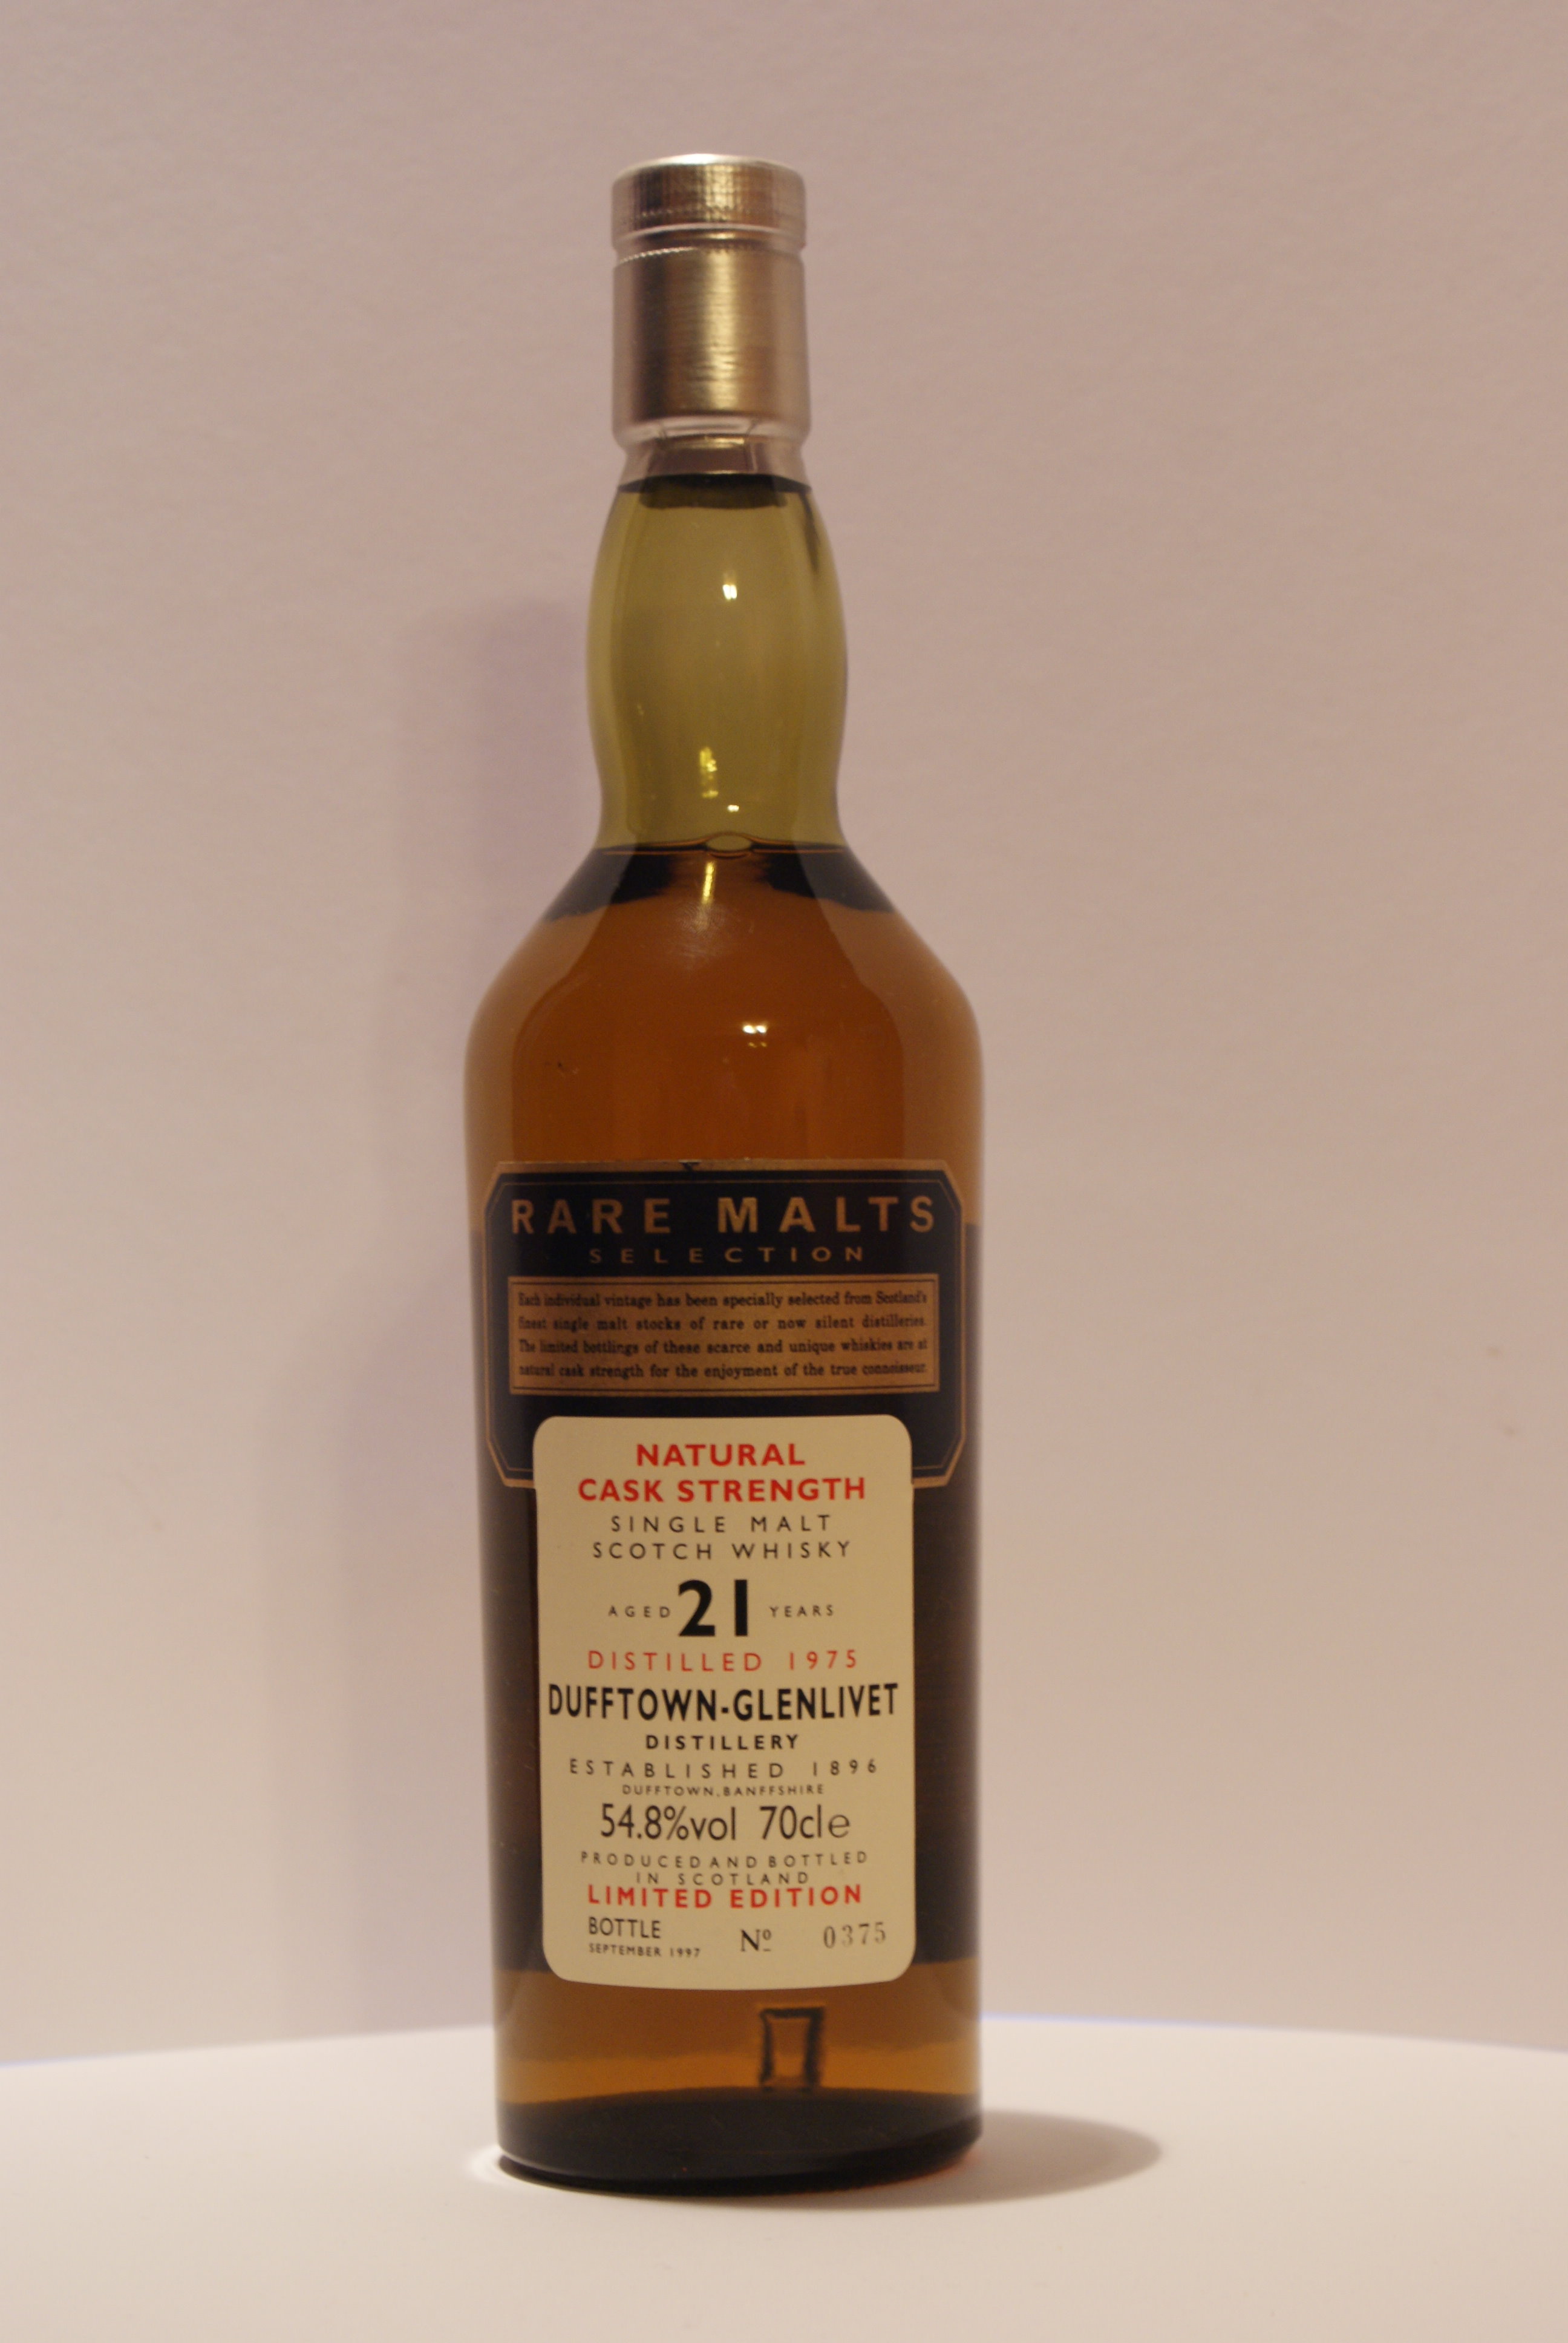 RARE MALTS
SELECTION
Each individual vintage has been specially selected from Scotland's
finest single malt stocks of rare or now silent distilleries.
The limited bottlings of these scarce and unique whiskies are at
natural cask strength for the enjoyment of the true connoisseur.
NATURAL
CASK STRENGTH
SINGLE MALT
SCOTCH WHISKY
AGED 21 YEARS
DISTILLED 1975
DUFFTOWN-GLENLIVET
DISTILLERY
ESTABLISHED 1896
DUFFTOWN, BANFFSHIRE
54.8%vol 70cle
PRODUCED AND BOTTLED
IN SCOTLAND
LIMITED EDITION
BOTTLE Nº 0375
SEPTEMBER 1997